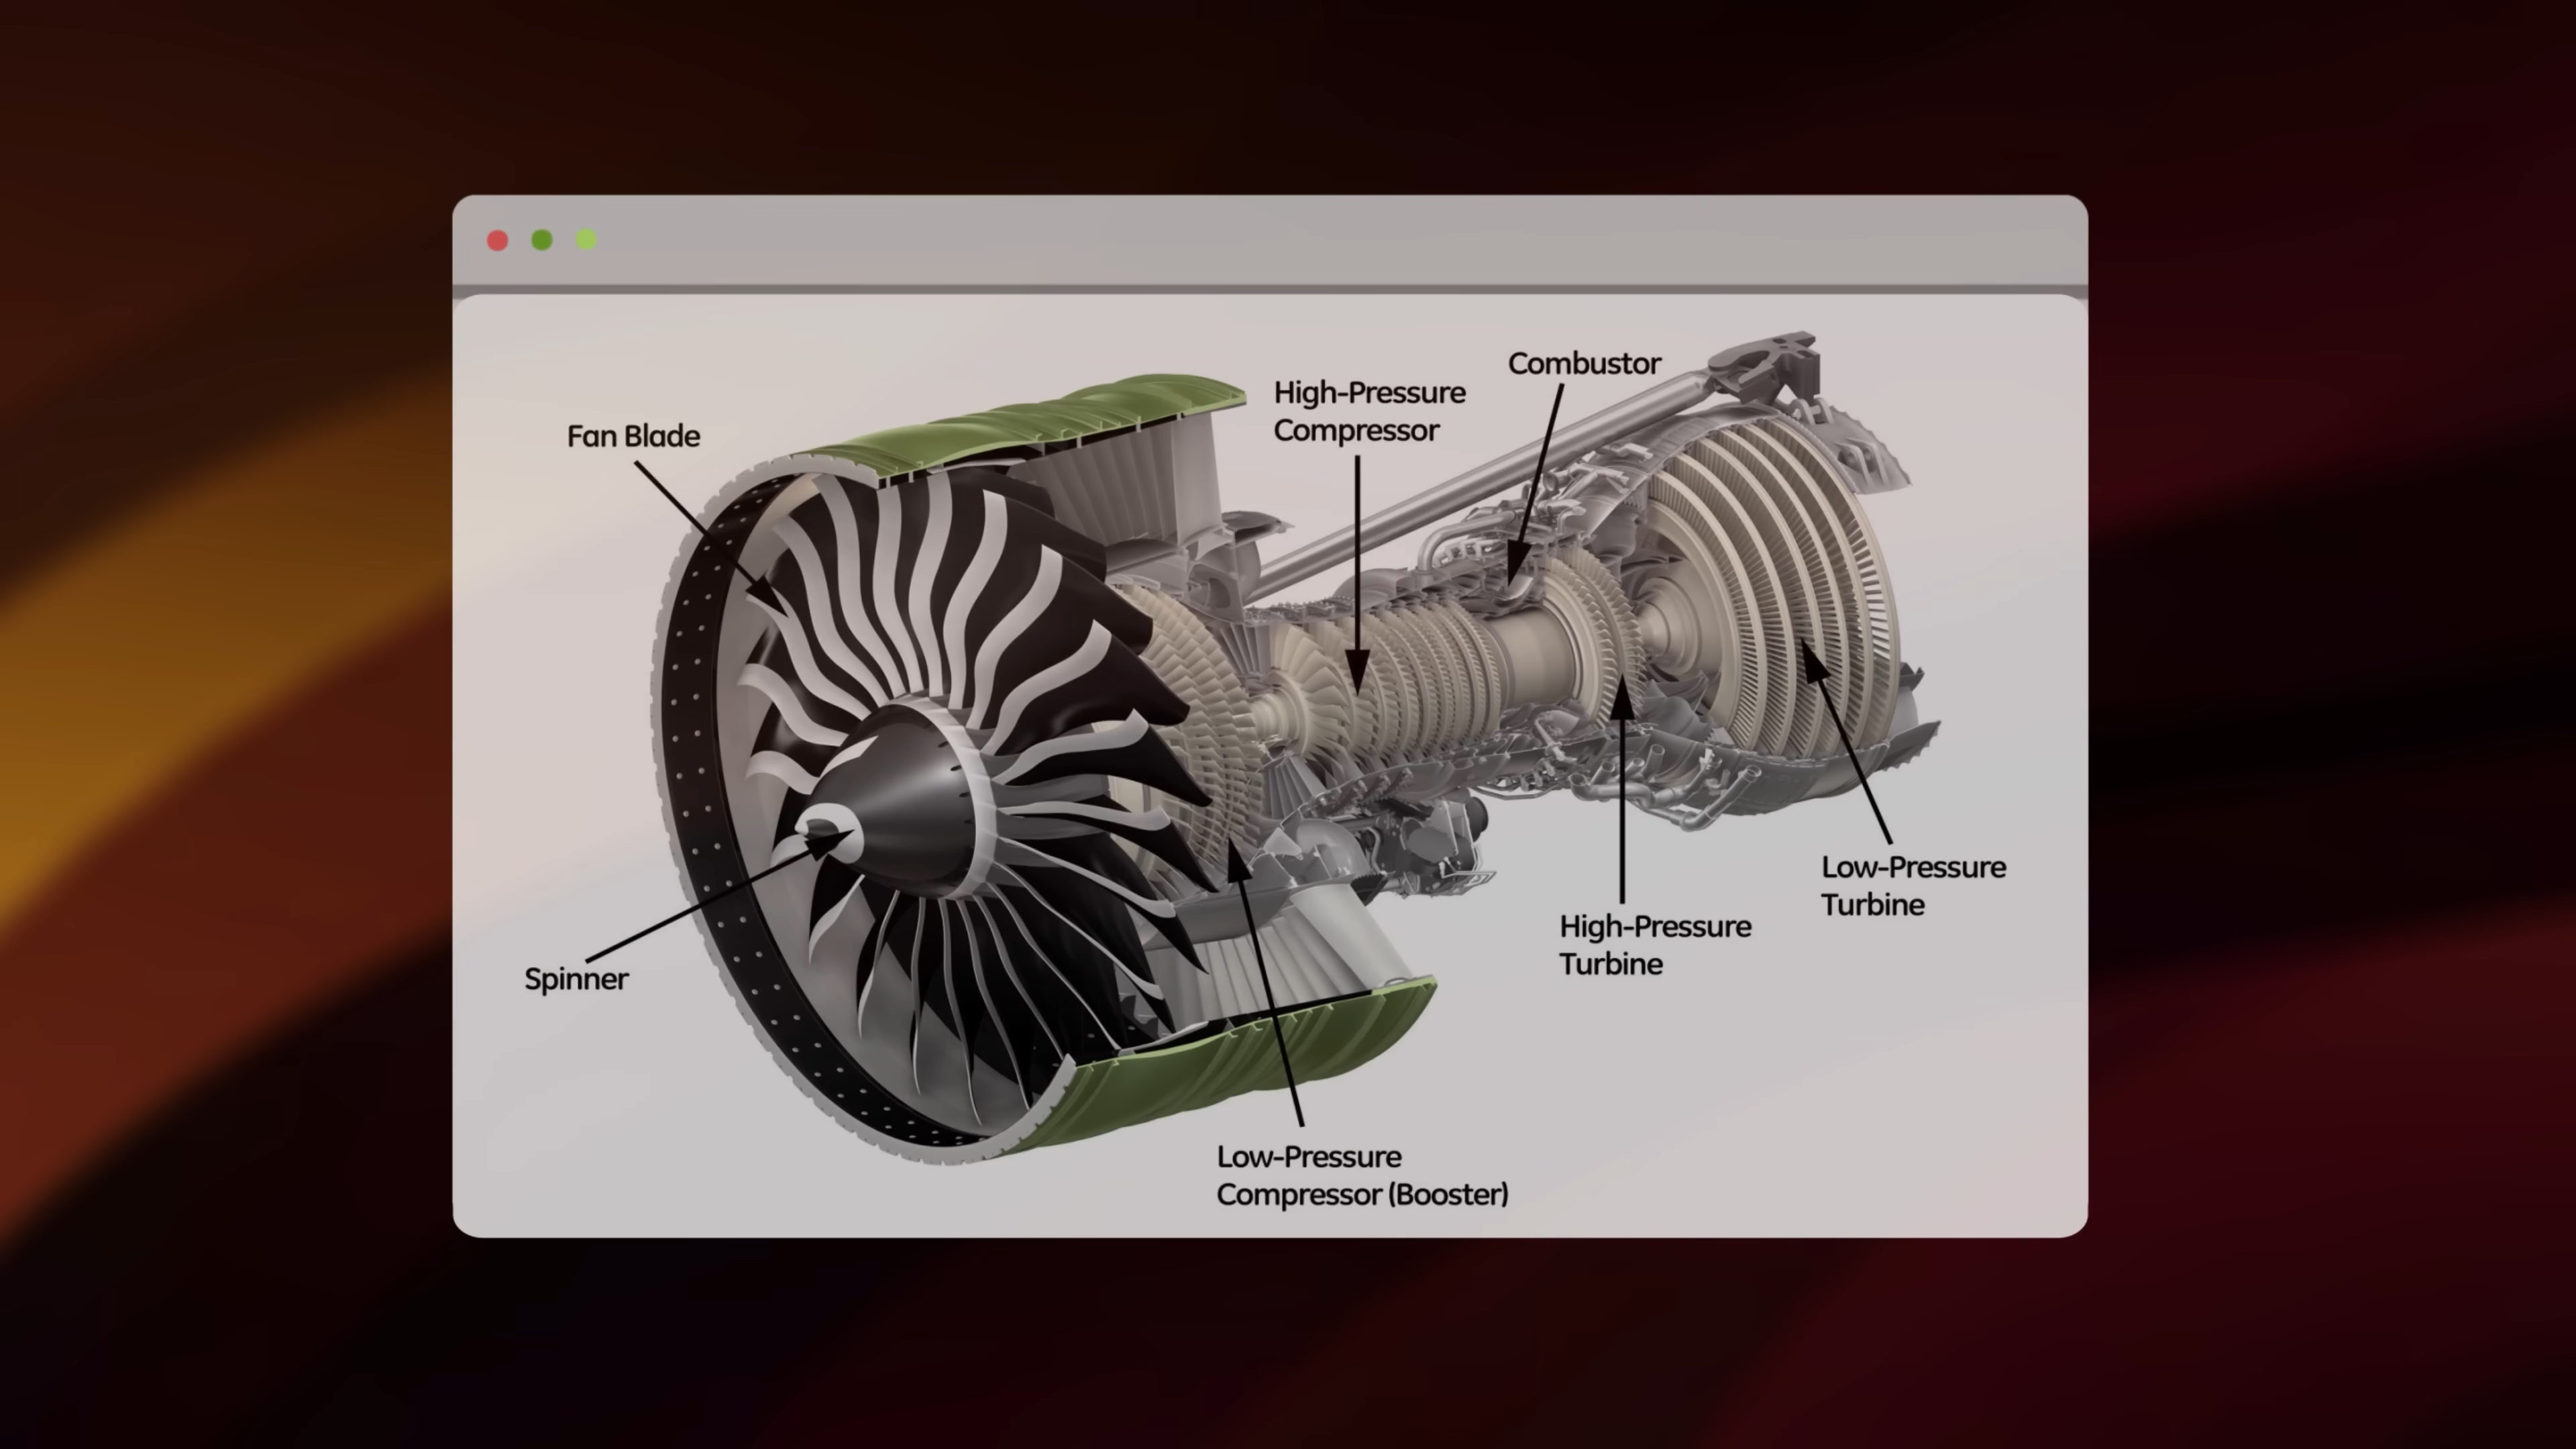 Combustor
High-Pressure
Compressor
Fan Blade
Low-Pressure
Turbine
High-Pressure
Turbine
Spinner
Low-Pressure
Compressor (Booster)